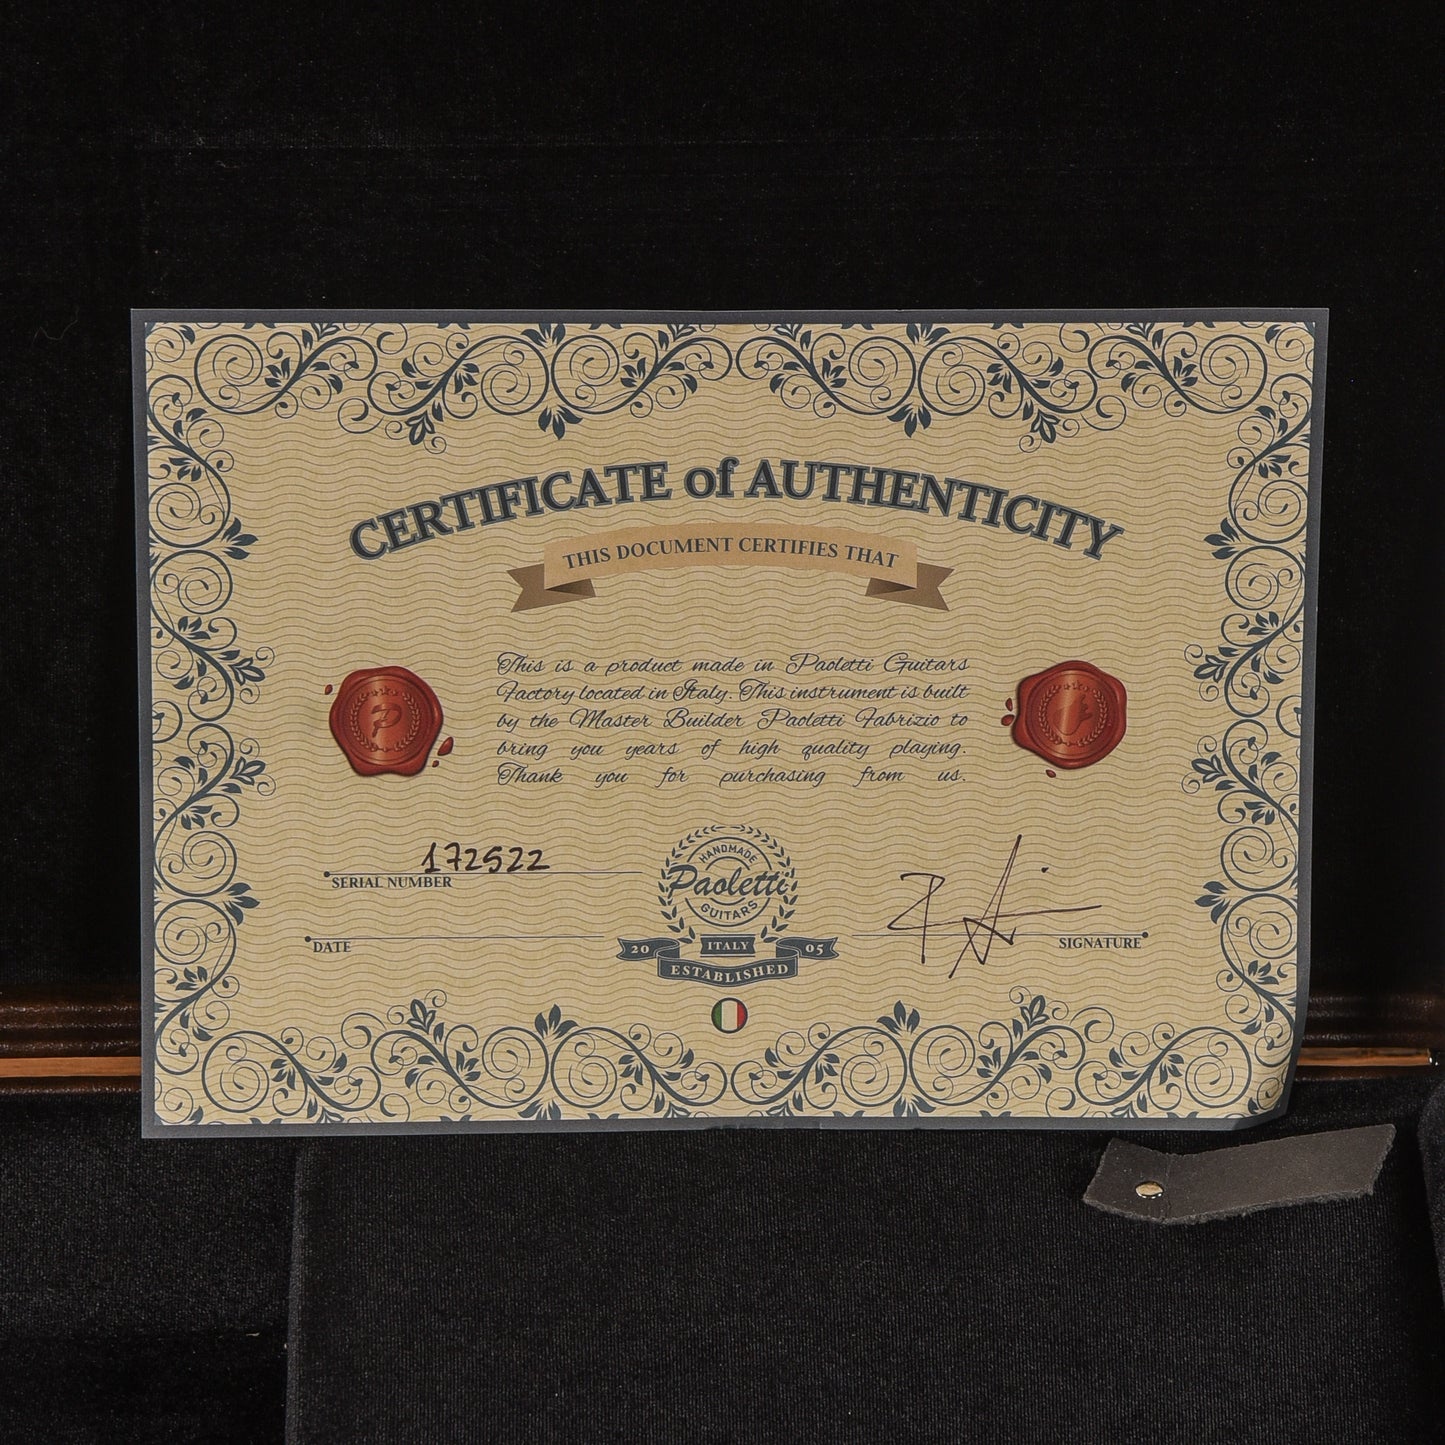 CERTIFICATE of AUTHENTICITY
THIS DOCUMENT CERTIFIES THAT
This is a product made in Paoletti Guitars
Factory located in Italy. This instrument is built
by the Master Builder Paoletti Fabrizio to
bring you years of high quality playing.
Thank you for purchasing from us.
P
172522
SERIAL NUMBER
DATE
HANDMADE
Paoletti
GUITARS
20 ITALY 05
ESTABLISHED
SIGNATURE